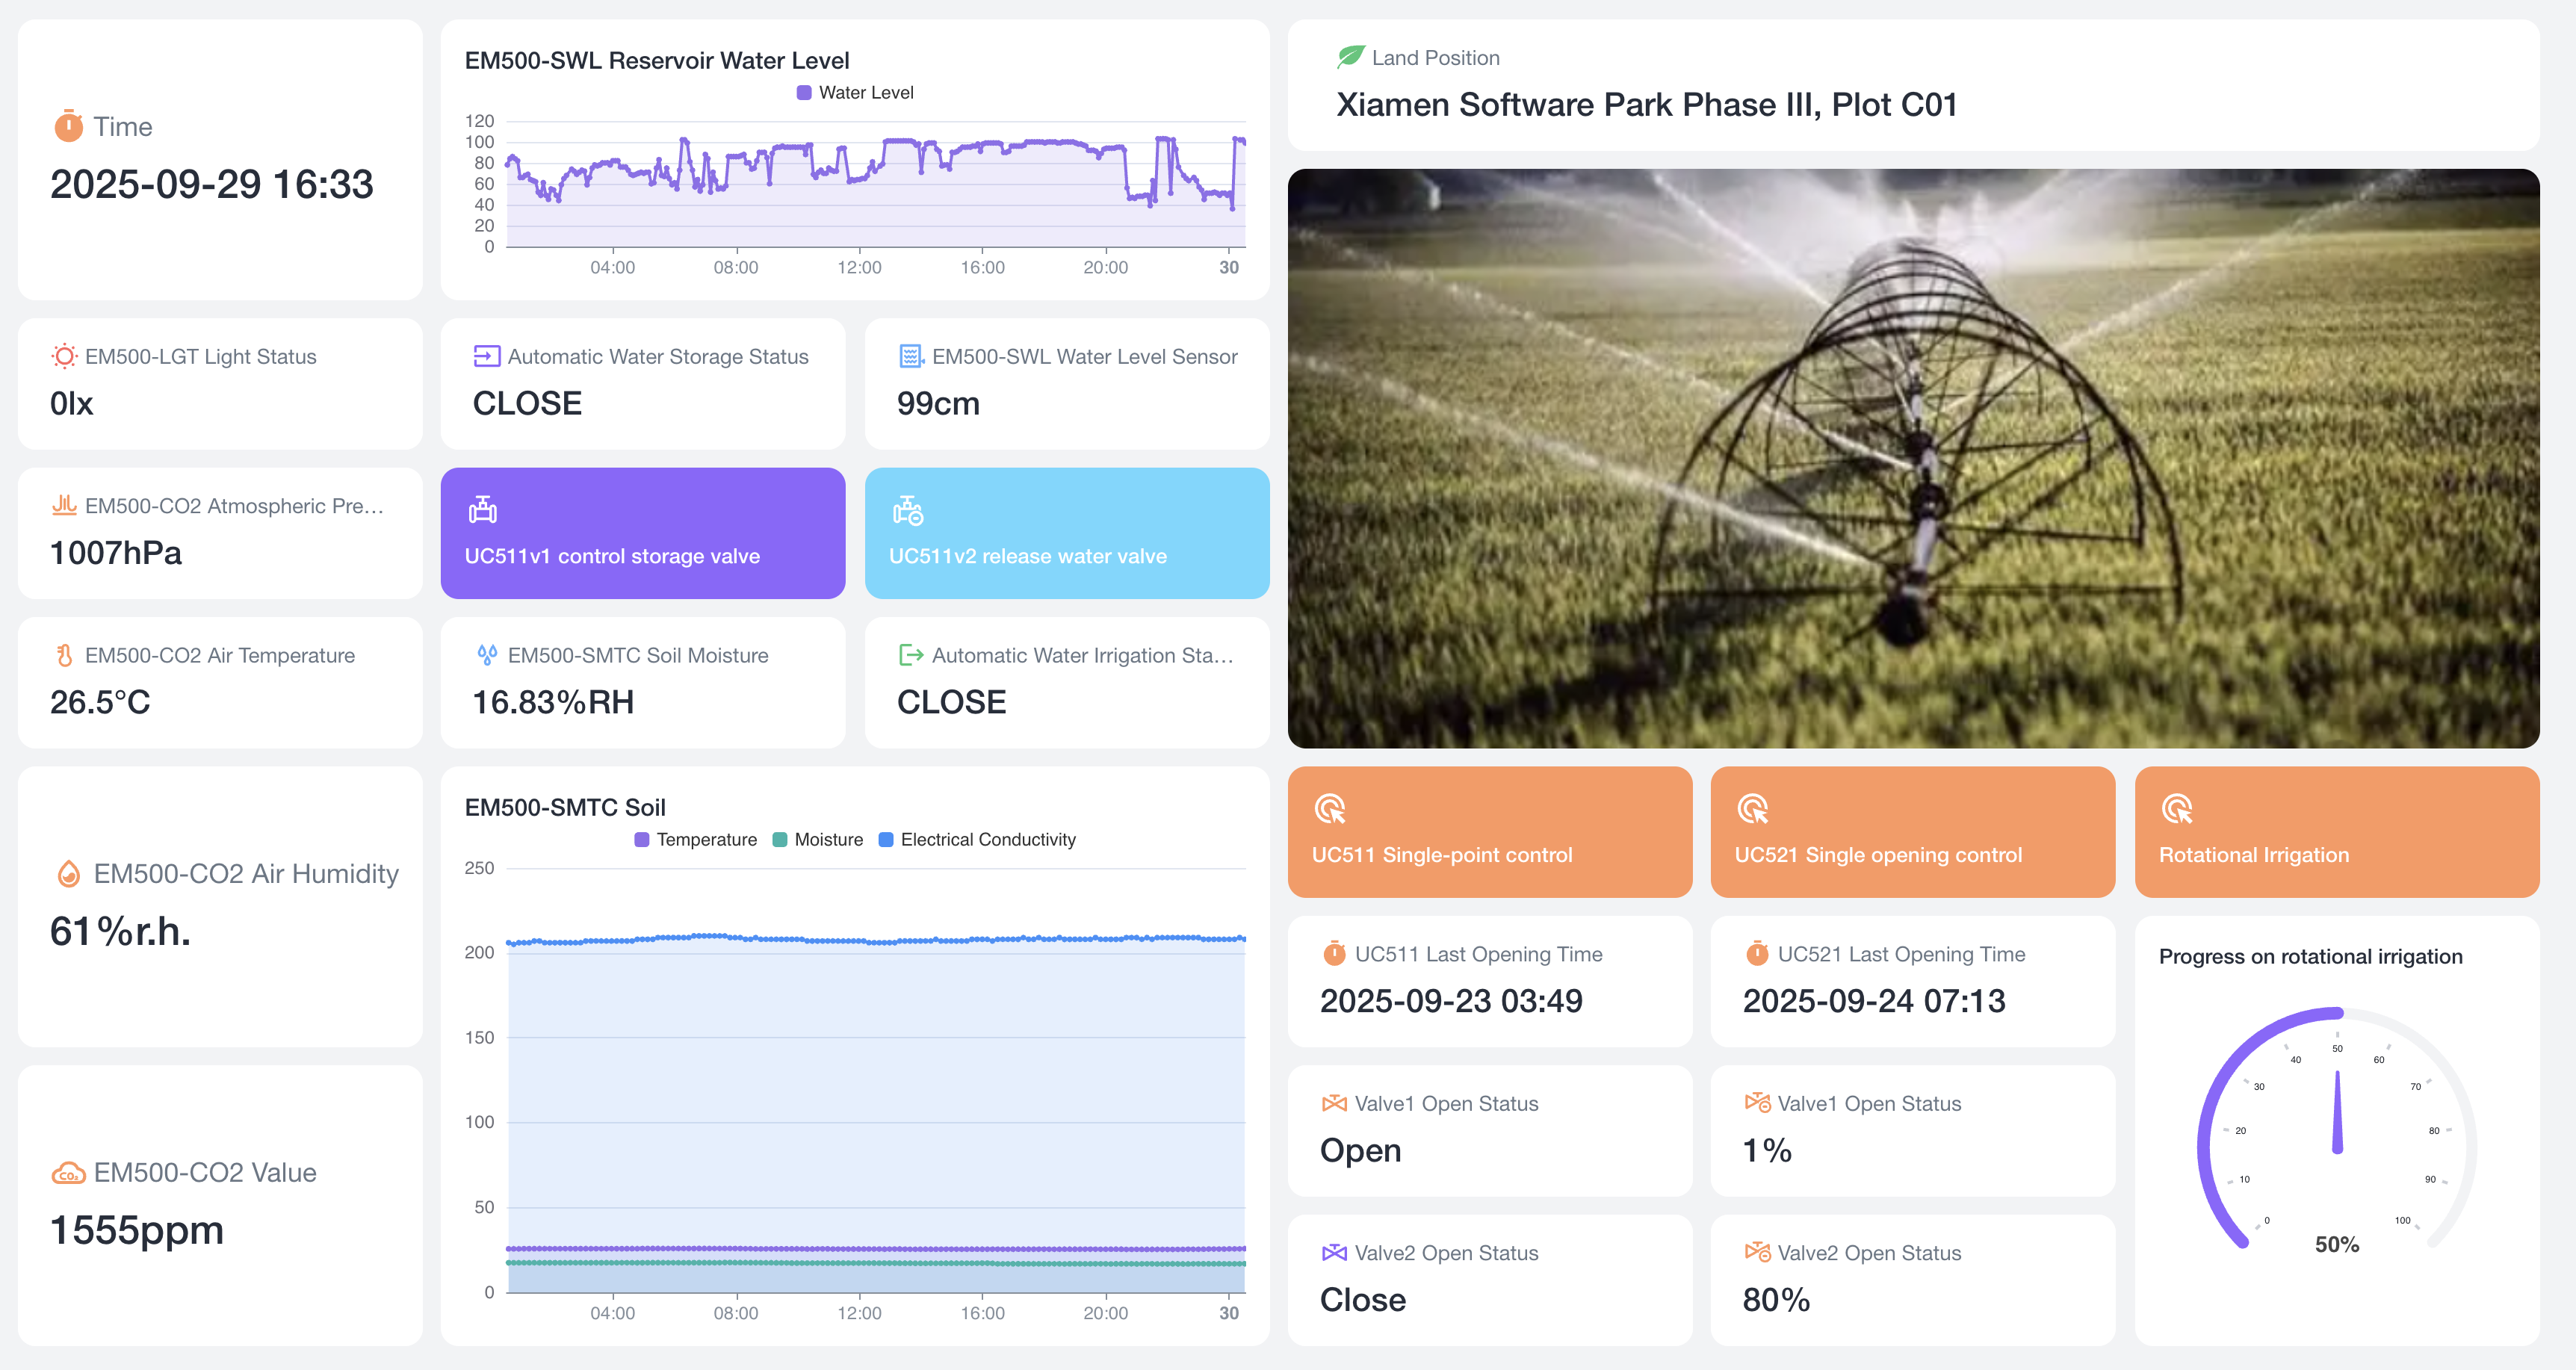 Time
2025-09-29 16:33
EM500-SWL Reservoir Water Level
Water Level
120
100
80
60
40
20
0
04:00 08:00 12:00 16:00 20:00 30
Land Position
Xiamen Software Park Phase III, Plot C01
EM500-LGT Light Status
0lx
Automatic Water Storage Status
CLOSE
EM500-SWL Water Level Sensor
99cm
EM500-CO2 Atmospheric Pre...
1007hPa
UC511v1 control storage valve
UC511v2 release water valve
EM500-CO2 Air Temperature
26.5°C
EM500-SMTC Soil Moisture
16.83%RH
Automatic Water Irrigation Sta...
CLOSE
EM500-CO2 Air Humidity
61%r.h.
EM500-CO2 Value
1555ppm
EM500-SMTC Soil
Temperature Moisture Electrical Conductivity
250
200
150
100
50
0
04:00 08:00 12:00 16:00 20:00 30
UC511 Single-point control
UC521 Single opening control
Rotational Irrigation
UC511 Last Opening Time
2025-09-23 03:49
UC521 Last Opening Time
2025-09-24 07:13
Valve1 Open Status
Open
Valve1 Open Status
1%
Valve2 Open Status
Close
Valve2 Open Status
80%
Progress on rotational irrigation
0
10
20
30
40
50
60
70
80
90
100
50%